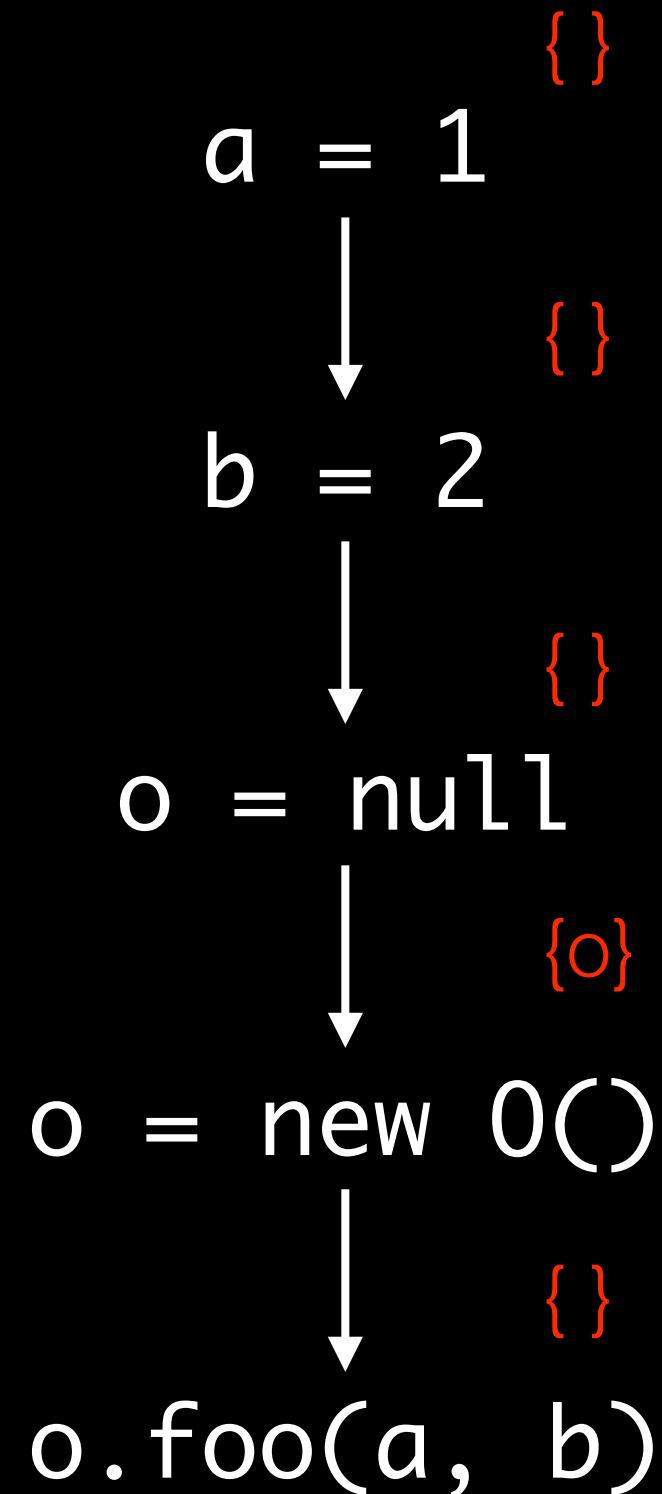 { }
a = 1
{ }
b = 2
{ }
o = null
{o}
o = new O()
{ }
o.foo(a, b)